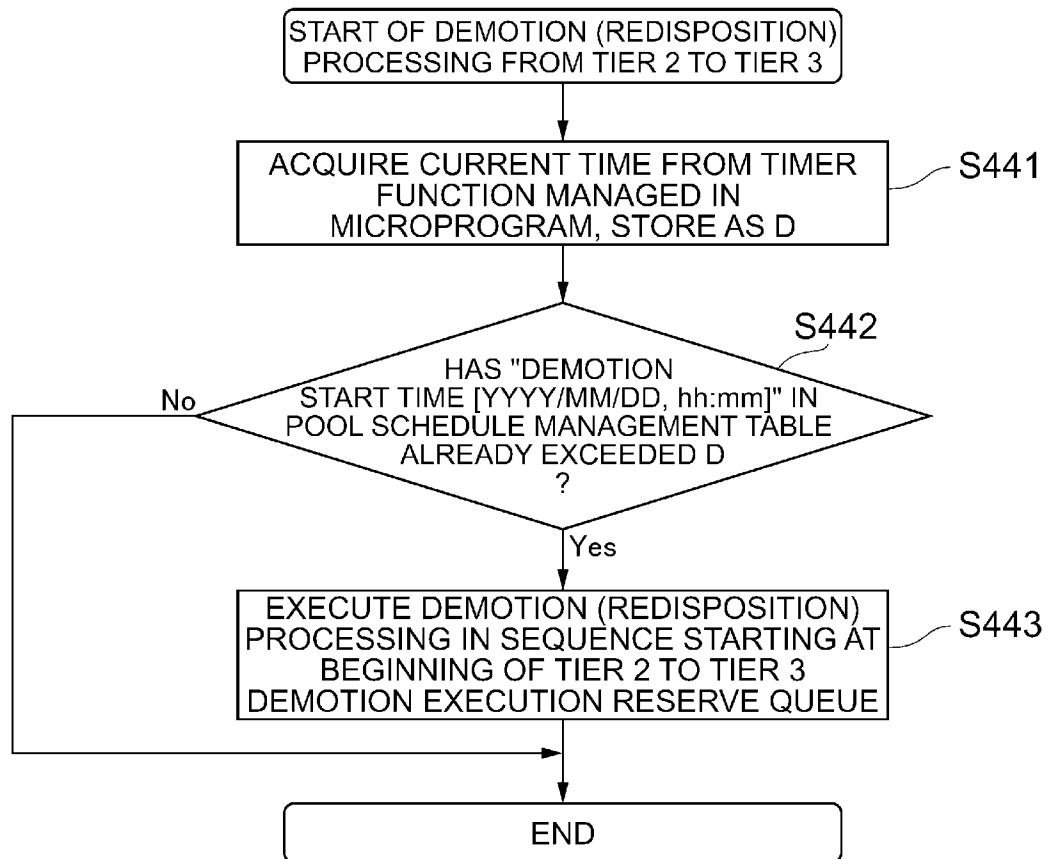 START OF DEMOTION (REDISPOSITION)
PROCESSING FROM TIER 2 TO TIER 3
ACQUIRE CURRENT TIME FROM TIMER
FUNCTION MANAGED IN
MICROPROGRAM, STORE AS D
S441
S442
HAS "DEMOTION
START TIME [YYYY/MM/DD, hh:mm]" IN
POOL SCHEDULE MANAGEMENT TABLE
ALREADY EXCEEDED D
?
No
Yes
EXECUTE DEMOTION (REDISPOSITION)
PROCESSING IN SEQUENCE STARTING AT
BEGINNING OF TIER 2 TO TIER 3
DEMOTION EXECUTION RESERVE QUEUE
S443
END